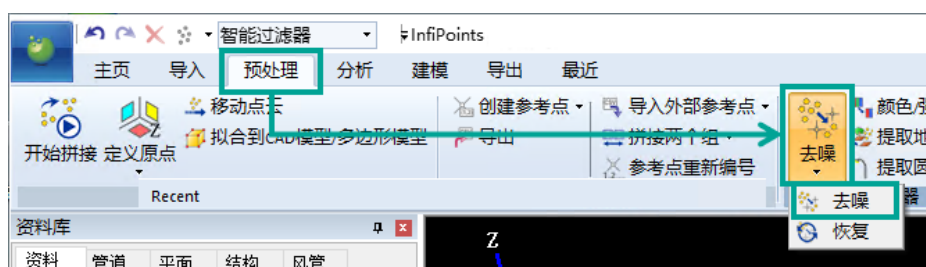 智能过滤器 InfiPoints
主页 导入 预处理 分析 建模 导出 最近
移动点云 创建参考点 导入外部参考点 颜色/
开始拼接 定义原点 拟合到CAD模型/多边形模型 导出 拼接两个组 去噪 提取地
参考点重新编号 提取圆
Recent 器
去噪
资料库
恢复
Z
资料 管道 平面 结构 风管